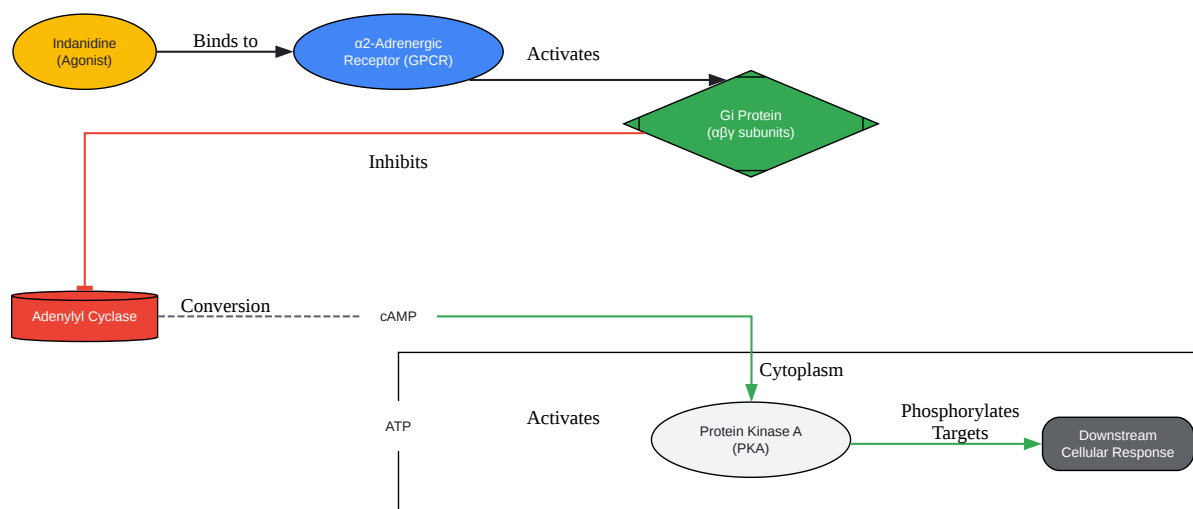 Indanidine
(Agonist)
Binds to
α2-Adrenergic
Receptor (GPCR)
Activates
Gi Protein
(αβγ subunits)
Inhibits
Adenylyl Cyclase
Conversion
cAMP
Cytoplasm
ATP
Activates
Protein Kinase A
(PKA)
Phosphorylates
Targets
Downstream
Cellular Response